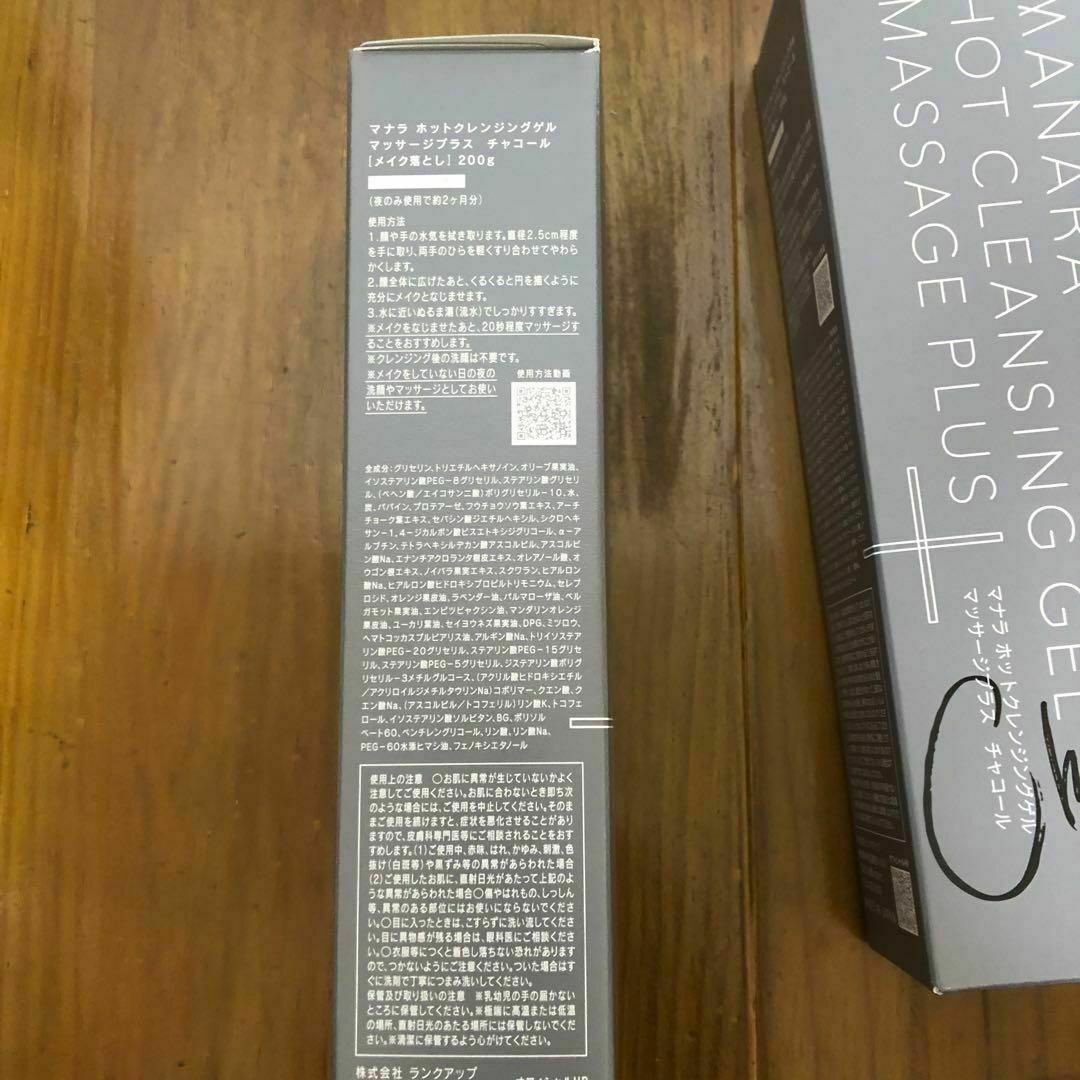 マナラ ホットクレンジングゲル
マッサージプラス チャコール
[メイク落とし] 200g
(夜のみ使用で約2ヶ月分)
使用方法
1.顔や手の水気を拭き取ります。直径2.5cm程度
を手に取り、両手のひらを軽くすり合わせてやわら
かくします。
2.顔全体に広げたあと、くるくると円を描くように
充分にメイクとなじませます。
3.水に近いぬるま湯(流水)でしっかりすすぎます。
※メイクをなじませたあと、20秒程度マッサージす
ることをおすすめします。
※クレンジング後の洗顔は不要です。
※メイクをしていない日の夜の
洗顔やマッサージとしてお使い
いただけます。
使用方法動画
全成分:グリセリン、トリエチルヘキサノイン、オリーブ果実油、
イソステアリン酸PEG-8グリセリル、ステアリン酸グリセリ
ル、(ベヘン酸/エイコサン二酸)ポリグリセリル-10、水、
炭、パパイン、プロテアーゼ、フウチョウソウ葉エキス、アーチ
チョーク葉エキス、セバシン酸ジエチルヘキシル、シクロヘキ
サン-1,4-ジカルボン酸ビスエトキシジグリコール、α-ア
ルブチン、テトラヘキシルデカン酸アスコルビル、アスコルビ
ン酸Na、エナンチアクロランタ樹皮エキス、オレアノール酸、オ
ウゴン根エキス、ノイバラ果実エキス、スクワラン、ヒアルロン
酸Na、ヒアルロン酸ヒドロキシプロピルトリモニウム、セレブ
ロシド、オレンジ果皮油、ラベンダー油、パルマローザ油、ベル
ガモット果実油、エンピツビャクシン油、マンダリンオレンジ
果皮油、ユーカリ葉油、セイヨウネズ果実油、DPG、ミツロウ、
ヘマトコッカスプルビアリス油、アルギン酸Na、トリイソステア
リン酸PEG-20グリセリル、ステアリン酸PEG-15グリセ
リル、ステアリン酸PEG-5グリセリル、ジステアリン酸ポリグ
リセリル-3メチルグルコース、(アクリル酸ヒドロキシエチル
/アクリロイルジメチルタウリンNa)コポリマー、クエン酸、ク
エン酸Na、(アスコルビル/トコフェリル)リン酸K、トコフェ
ロール、イソステアリン酸ソルビタン、BG、ポリソル
ベート60、ペンチレングリコール、リン酸、リン酸Na、
PEG-60水添ヒマシ油、フェノキシエタノール
使用上の注意 ○お肌に異常が生じていないかよく
注意してご使用ください。お肌に合わないとき即ち次
のような場合には、ご使用を中止してください。そのま
まご使用を続けますと、症状を悪化させることがあり
ますので、皮膚科専門医等にご相談されることをおす
すめします。(1)ご使用中、赤味、はれ、かゆみ、刺激、色
抜け(白斑等)や黒ずみ等の異常があらわれた場合
(2)ご使用したお肌に、直射日光があたって上記のよ
うな異常があらわれた場合○傷やはれもの、しっしん
等、異常のある部位にはお使いにならないでくださ
い。○目に入ったときは、こすらずに洗い流してくださ
い。目に異物感が残る場合は、眼科医にご相談くださ
い。○衣服等につくと着色し落ちない恐れがあります
ので、つかないようにご注意ください。ついた場合はす
ぐに洗剤で丁寧につまみ洗いしてください。
保管及び取り扱いの注意 ※乳幼児の手の届かない
ところに保管してください。※極端に高温または低温
の場所、直射日光のあたる場所には保管しないでくだ
さい。※清潔に保管するよう心がけてください。
株式会社 ランクアップ
MANARA
HOT CLEANSING GEL
MASSAGE PLUS
マナラ ホットクレンジングゲル
マッサージプラス チャコール